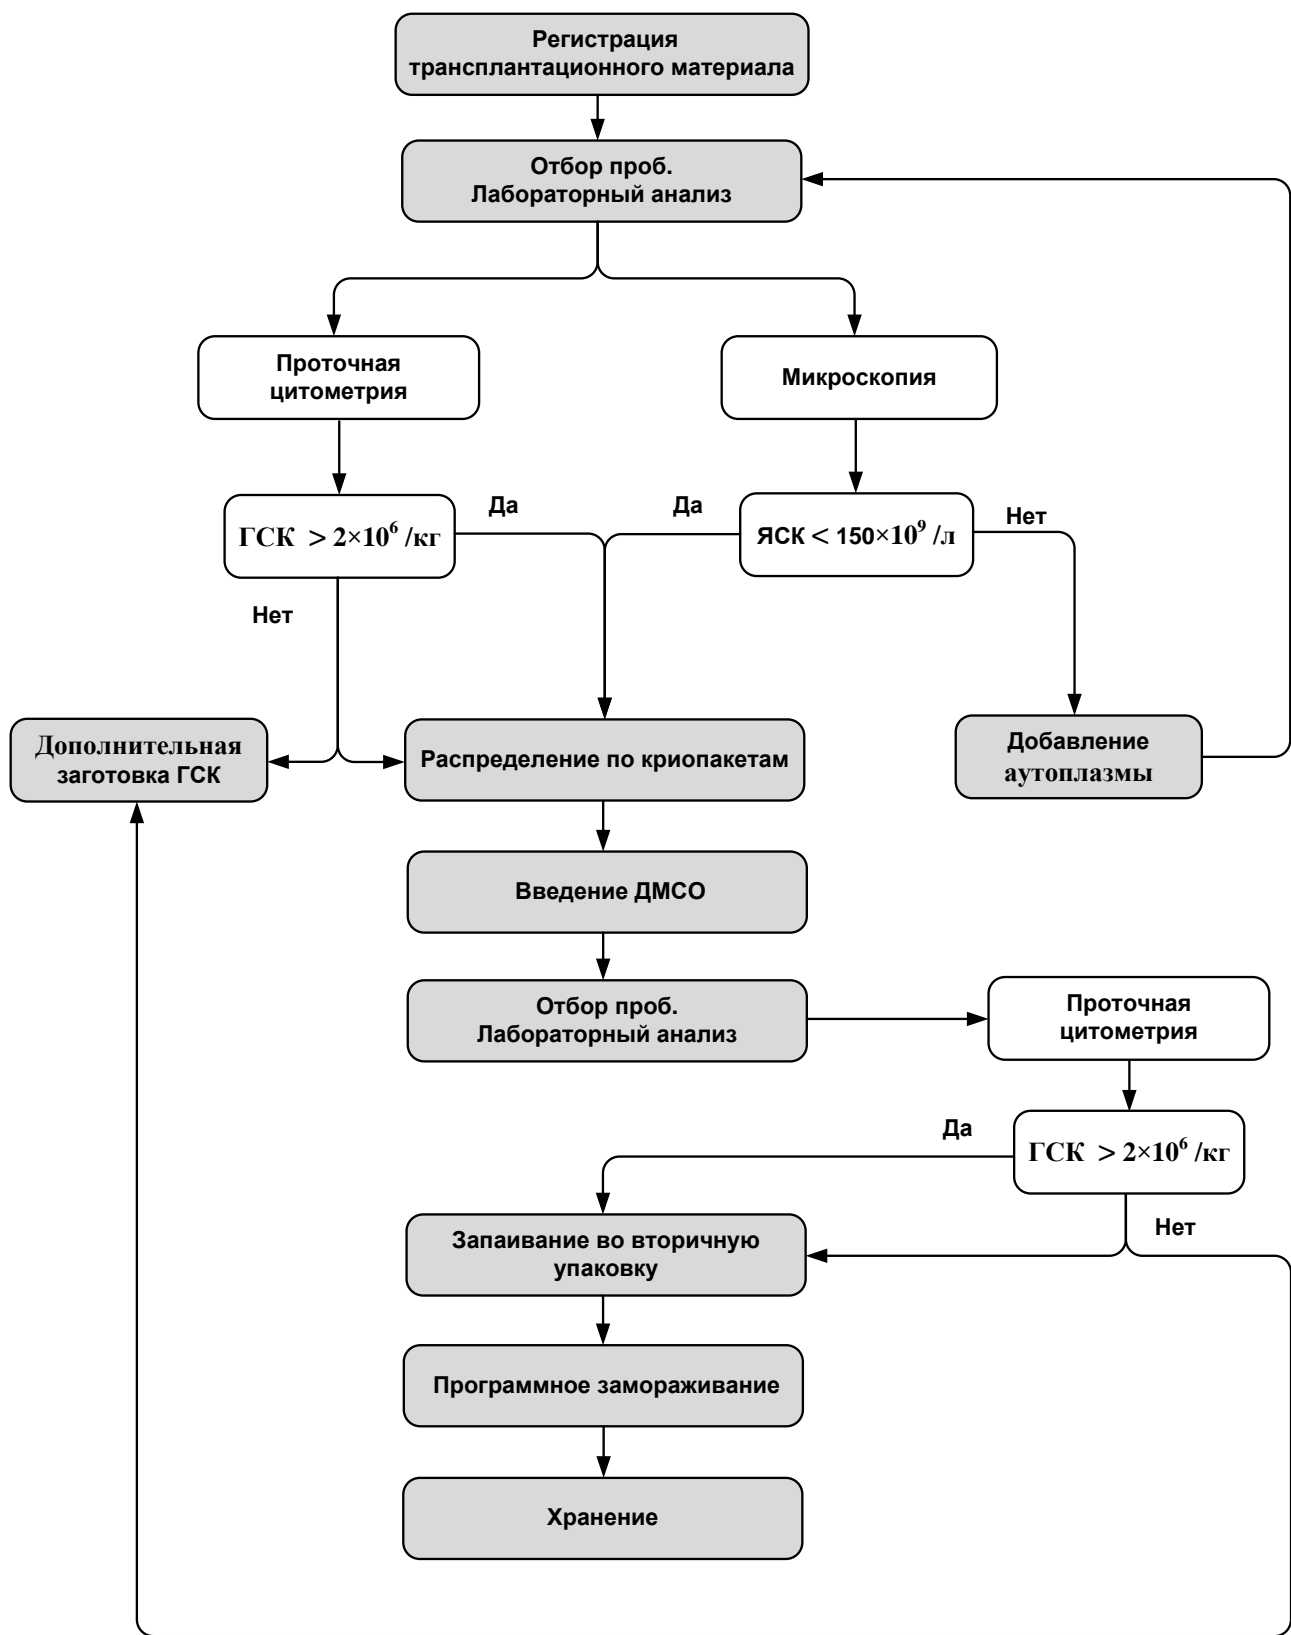 Регистрация
трансплантационного материала
Отбор проб.
Лабораторный анализ
Проточная
цитометрия
Микроскопия
ГСК > 2×10⁶ /кг
Да
Да
ЯСК < 150×10⁹ /л
Нет
Нет
Дополнительная
заготовка ГСК
Распределение по криопакетам
Добавление
аутоплазмы
Введение ДМСО
Отбор проб.
Лабораторный анализ
Проточная
цитометрия
Да
ГСК > 2×10⁶ /кг
Запаивание во вторичную
упаковку
Нет
Программное замораживание
Хранение